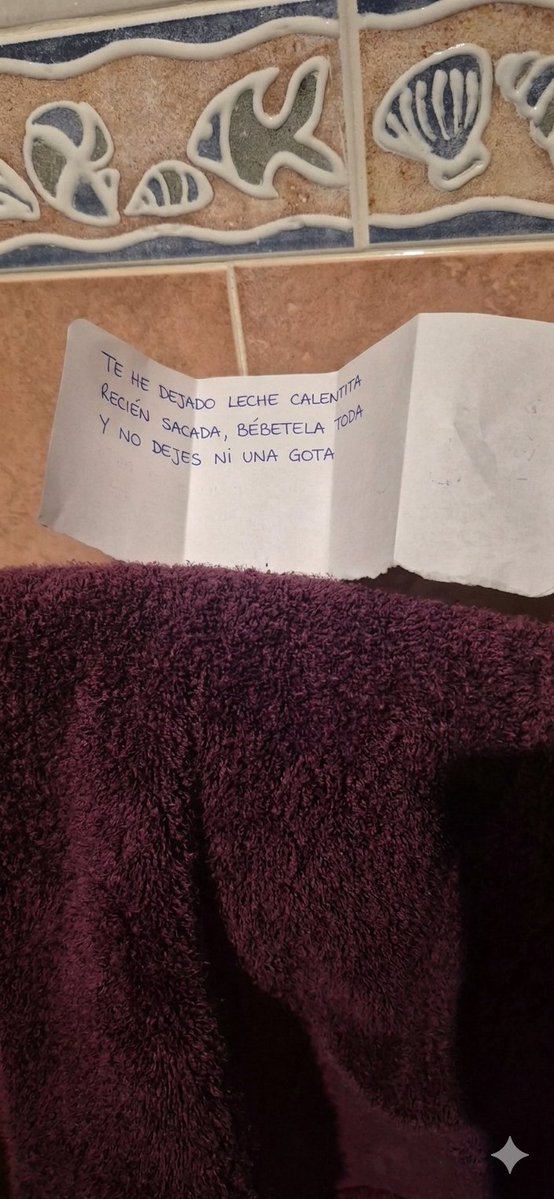 TE HE DEJADO LECHE CALENTITA
RECIÉN SACADA, BÉBETELA TODA
Y NO DEJES NI UNA GOTA